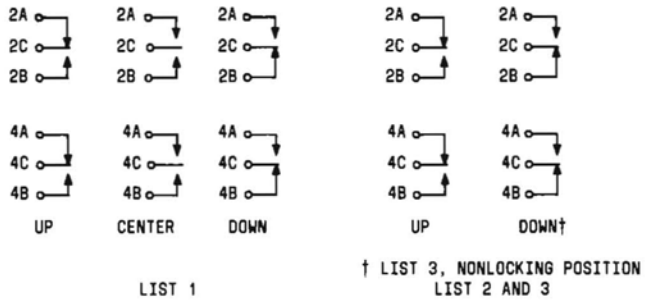 2A 2A 2A 2A 2A
2C 2C 2C 2C 2C
2B 2B 2B 2B 2B
4A 4A 4A 4A 4A
4C 4C 4C 4C 4C
4B 4B 4B 4B 4B
UP CENTER DOWN UP DOWN†
† LIST 3, NONLOCKING POSITION
LIST 1 LIST 2 AND 3